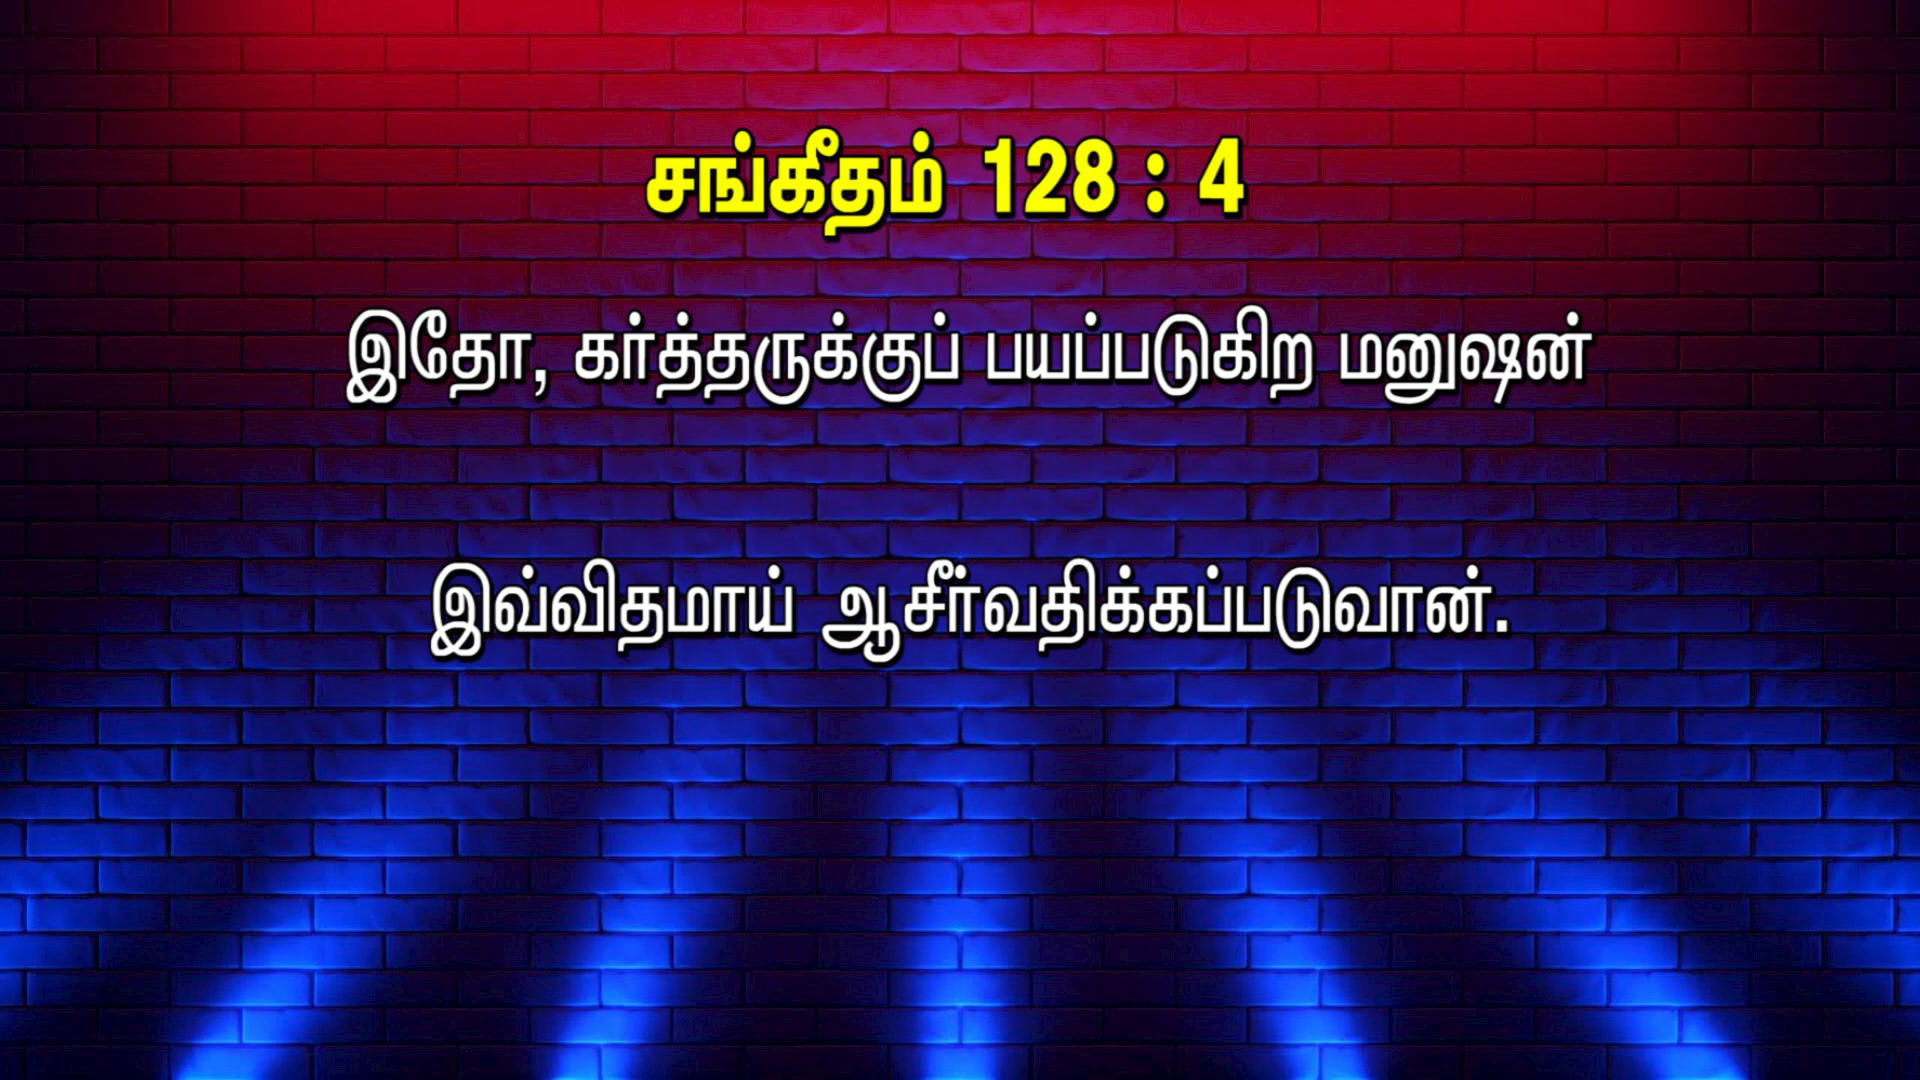 சங்கீதம் 128 : 4
இதோ, கர்த்தருக்குப் பயப்படுகிற மனுஷன்
இவ்விதமாய் ஆசீர்வதிக்கப்படுவான்.